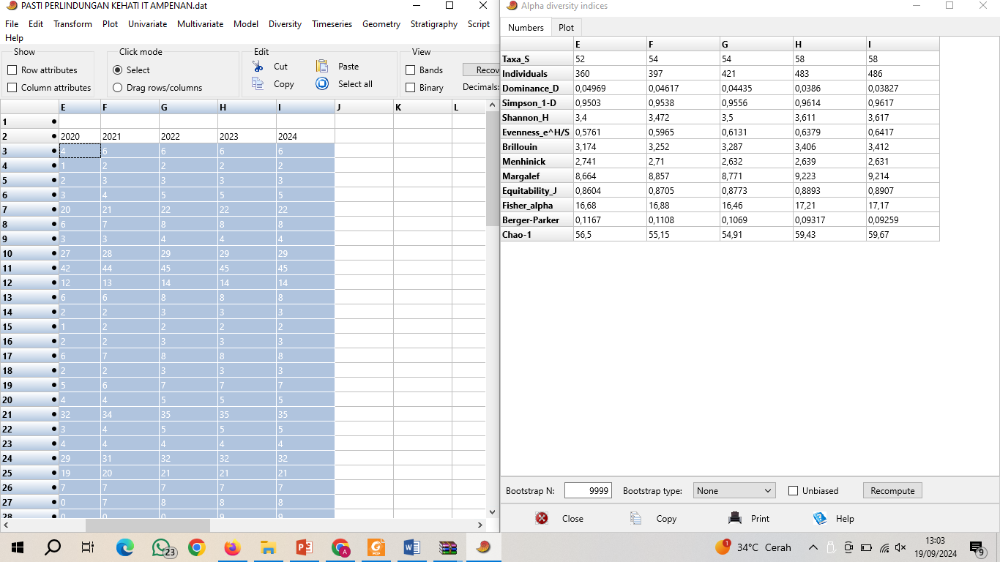 PASTI PERLINDUNGAN KEHATI IT AMPENAN.dat
File Edit Transform Plot Univariate Multivariate Model Diversity Timeseries Geometry Stratigraphy Script
Help
Show Click mode Edit View
Row attributes Select Cut Paste Bands Recov
Column attributes Drag rows/columns Copy Select all Binary Decimals:
E F G H I J K L
1
2 2020 2021 2022 2023 2024
3 4 6 6 6 6
4 1 2 2 2 2
5 2 3 3 3 3
6 3 4 5 5 5
7 20 21 22 22 22
8 6 7 8 8 8
9 3 3 4 4 4
10 27 28 29 29 29
11 42 44 45 45 45
12 12 13 14 14 14
13 6 6 8 8 8
14 2 2 3 3 3
15 1 2 2 2 2
16 2 2 3 3 3
17 6 7 8 8 8
18 2 2 3 3 3
19 5 6 7 7 7
20 4 4 5 5 5
21 32 34 35 35 35
22 3 4 5 5 5
23 4 4 4 4 4
24 29 31 32 32 32
25 19 20 21 21 21
26 7 7 7 7 7
27 0 7 8 8 8
28 0 0 0 9 9
Alpha diversity indices
Numbers Plot
E F G H I
Taxa_S 52 54 54 58 58
Individuals 360 397 421 483 486
Dominance_D 0,04969 0,04617 0,04435 0,0386 0,03827
Simpson_1-D 0,9503 0,9538 0,9556 0,9614 0,9617
Shannon_H 3,4 3,472 3,5 3,611 3,617
Evenness_e^H/S 0,5761 0,5965 0,6131 0,6379 0,6417
Brillouin 3,174 3,252 3,287 3,406 3,412
Menhinick 2,741 2,71 2,632 2,639 2,631
Margalef 8,664 8,857 8,771 9,223 9,214
Equitability_J 0,8604 0,8705 0,8773 0,8893 0,8907
Fisher_alpha 16,68 16,88 16,46 17,21 17,17
Berger-Parker 0,1167 0,1108 0,1069 0,09317 0,09259
Chao-1 56,5 55,15 54,91 59,43 59,67
Bootstrap N: 9999 Bootstrap type: None Unbiased Recompute
Close Copy Print Help
23 A PDF 1 34°C Cerah 13:03
19/09/2024 9